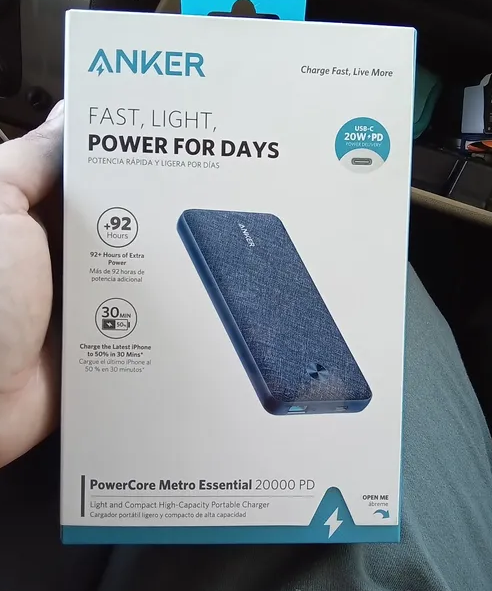 ANKER
Charge Fast, Live More
FAST, LIGHT,
POWER FOR DAYS
POTENCIA RÁPIDA Y LIGERA POR DÍAS
USB-C
20W PD
POWER DELIVERY
+92
Hours
92+ Hours of Extra
Power
Más de 92 horas de
potencia adicional
ANKER
30 MIN
50%
Charge the Latest iPhone
to 50% in 30 Mins*
Cargue el último iPhone al
50 % en 30 minutos*
PowerCore Metro Essential 20000 PD
Light and Compact High-Capacity Portable Charger
Cargador portátil ligero y compacto de alta capacidad
OPEN ME
ábreme